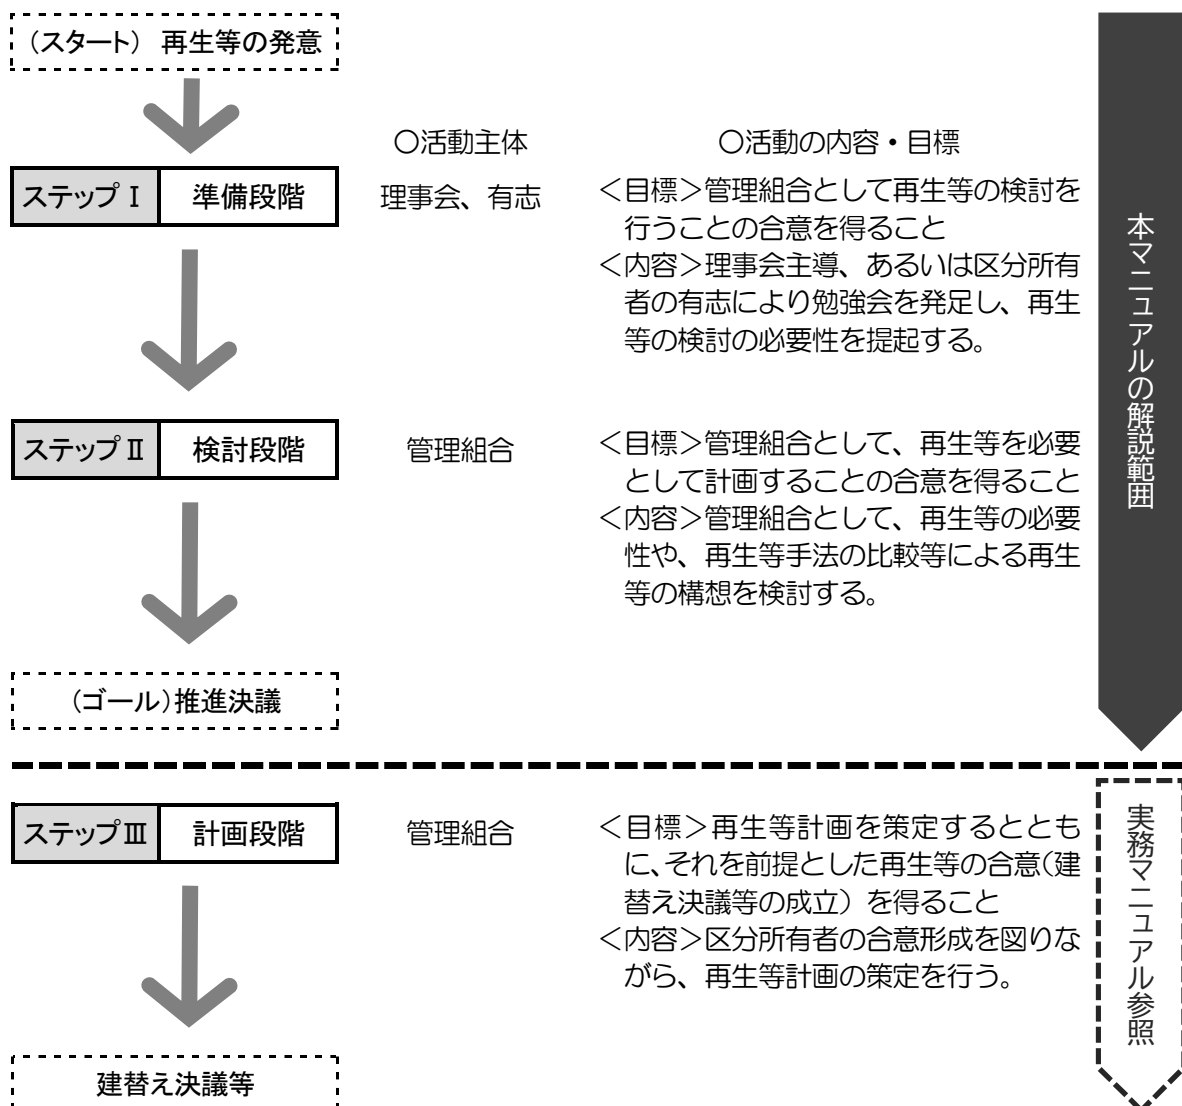 (スタート) 再生等の発意
○活動主体
○活動の内容・目標
ステップⅠ 準備段階
理事会、有志
＜目標＞管理組合として再生等の検討を
行うことの合意を得ること
＜内容＞理事会主導、あるいは区分所有
者の有志により勉強会を発足し、再生
等の検討の必要性を提起する。
ステップⅡ 検討段階
管理組合
＜目標＞管理組合として、再生等を必要
として計画することの合意を得ること
＜内容＞管理組合として、再生等の必要
性や、再生等手法の比較等による再生
等の構想を検討する。
(ゴール)推進決議
本マニュアルの解説範囲
ステップⅢ 計画段階
管理組合
＜目標＞再生等計画を策定するととも
に、それを前提とした再生等の合意(建
替え決議等の成立）を得ること
＜内容＞区分所有者の合意形成を図りな
がら、再生等計画の策定を行う。
建替え決議等
実務マニュアル参照